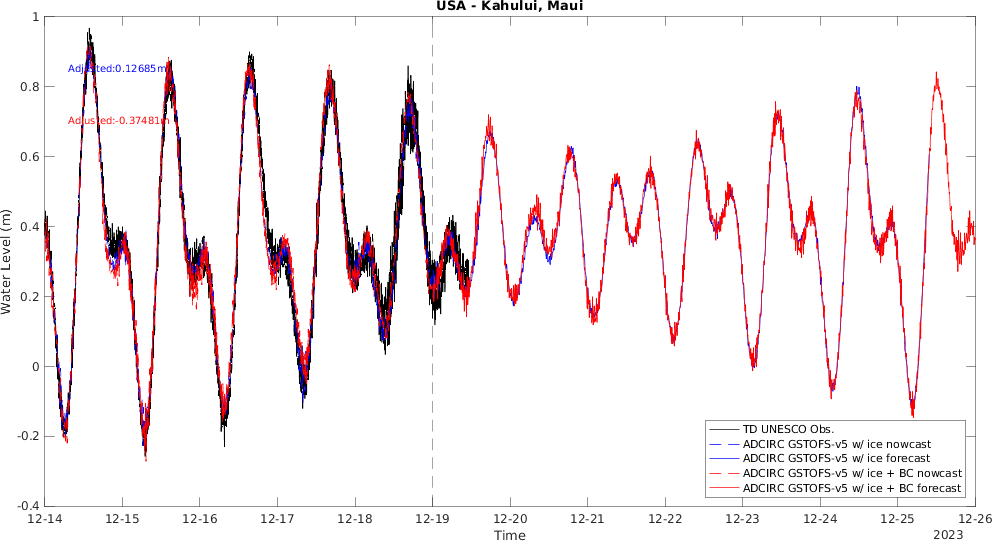 USA - Kahului, Maui
Water Level (m)
1
0.8
0.6
0.4
0.2
0
-0.2
-0.4
Adjusted:0.12685m
Adjusted:-0.37481m
TD UNESCO Obs.
ADCIRC GSTOFS-v5 w/ ice nowcast
ADCIRC GSTOFS-v5 w/ ice forecast
ADCIRC GSTOFS-v5 w/ ice + BC nowcast
ADCIRC GSTOFS-v5 w/ ice + BC forecast
12-14 12-15 12-16 12-17 12-18 12-19 12-20 12-21 12-22 12-23 12-24 12-25 12-26
Time
2023